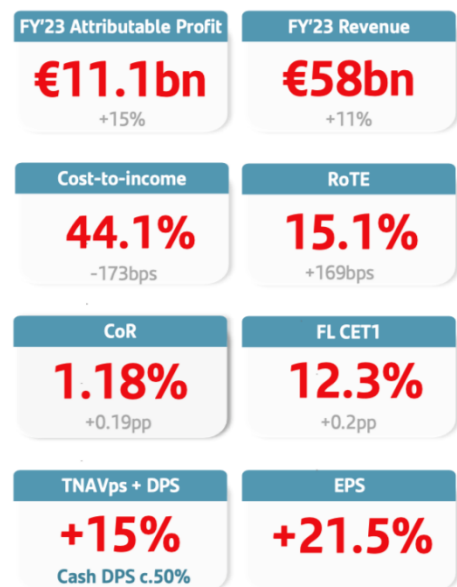 FY'23 Attributable Profit
€11.1bn
+15%
FY'23 Revenue
€58bn
+11%
Cost-to-income
44.1%
-173bps
RoTE
15.1%
+169bps
CoR
1.18%
+0.19pp
FL CET1
12.3%
+0.2pp
TNAVps + DPS
+15%
Cash DPS c.50%
EPS
+21.5%